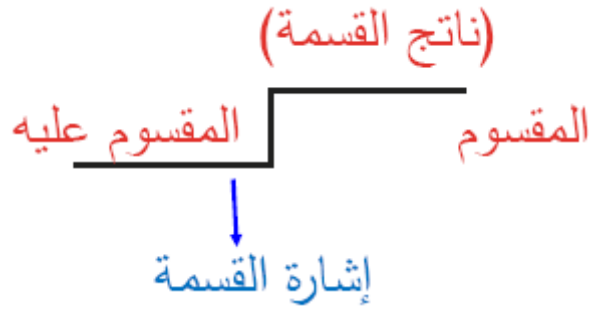 (ناتج القسمة)
المقسوم
المقسوم عليه
إشارة القسمة